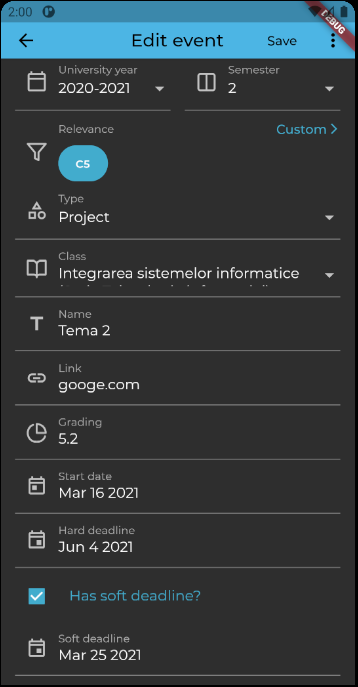 2:00
DEBUG
Edit event
Save
University year
Semester
2020-2021
2
Relevance
Custom
C5
Type
Project
Class
Integrarea sistemelor informatice
Name
Tema 2
Link
googe.com
Grading
5.2
Start date
Mar 16 2021
Hard deadline
Jun 4 2021
Has soft deadline?
Soft deadline
Mar 25 2021